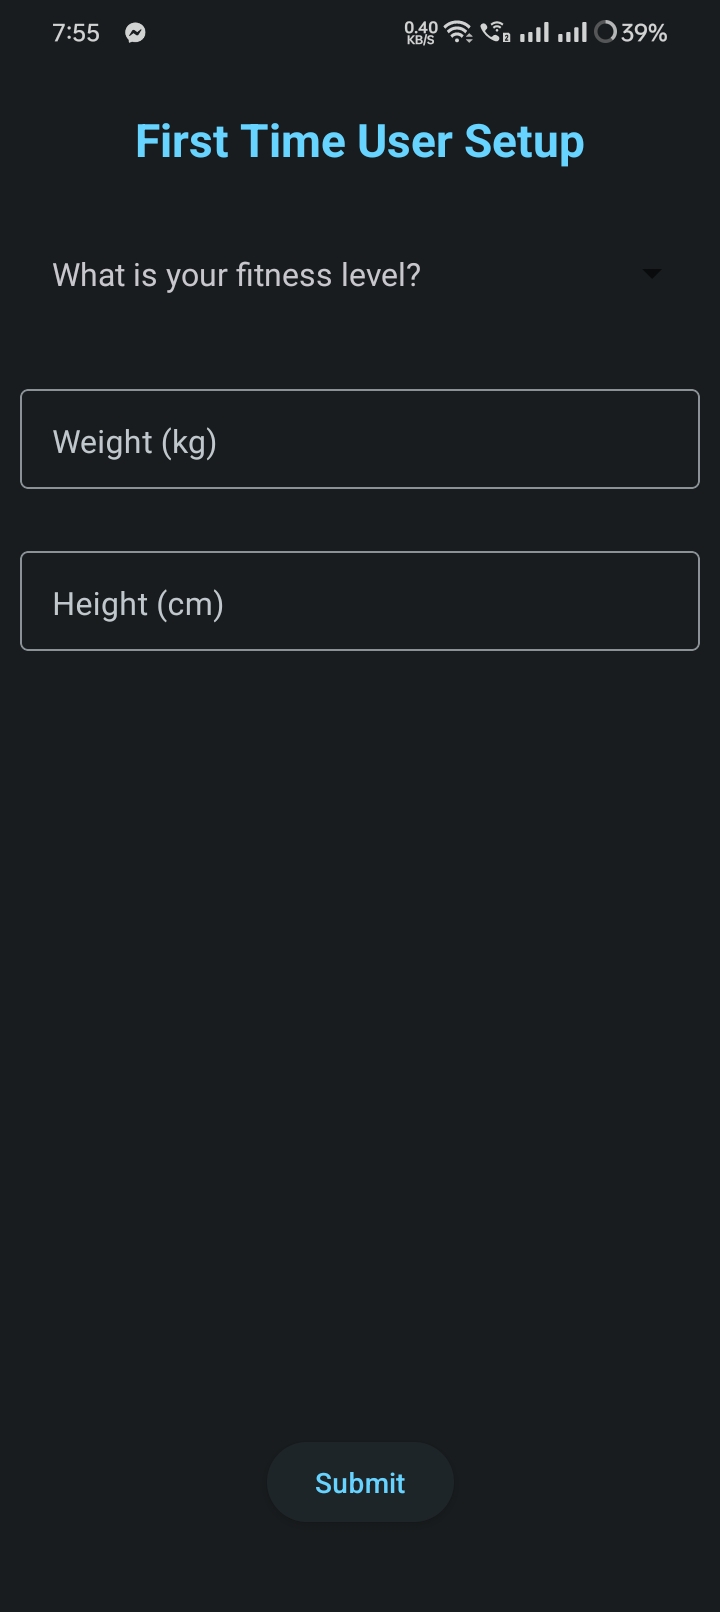 7:55
0.40
KB/S
2
39%
First Time User Setup
What is your fitness level?
Weight (kg)
Height (cm)
Submit